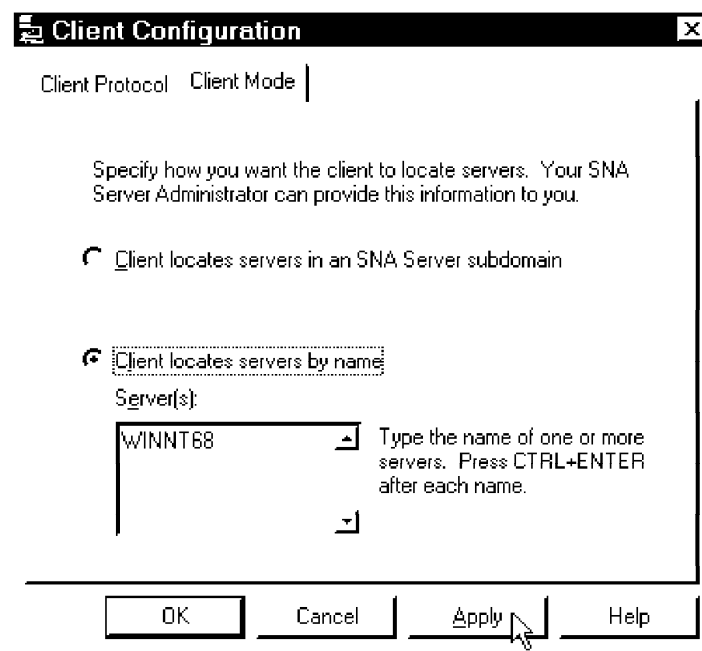 Client Configuration
Client Protocol Client Mode
Specify how you want the client to locate servers. Your SNA
Server Administrator can provide this information to you.
Client locates servers in an SNA Server subdomain
Client locates servers by name
Server(s):
WINNT68
Type the name of one or more
servers. Press CTRL+ENTER
after each name.
OK Cancel Apply Help